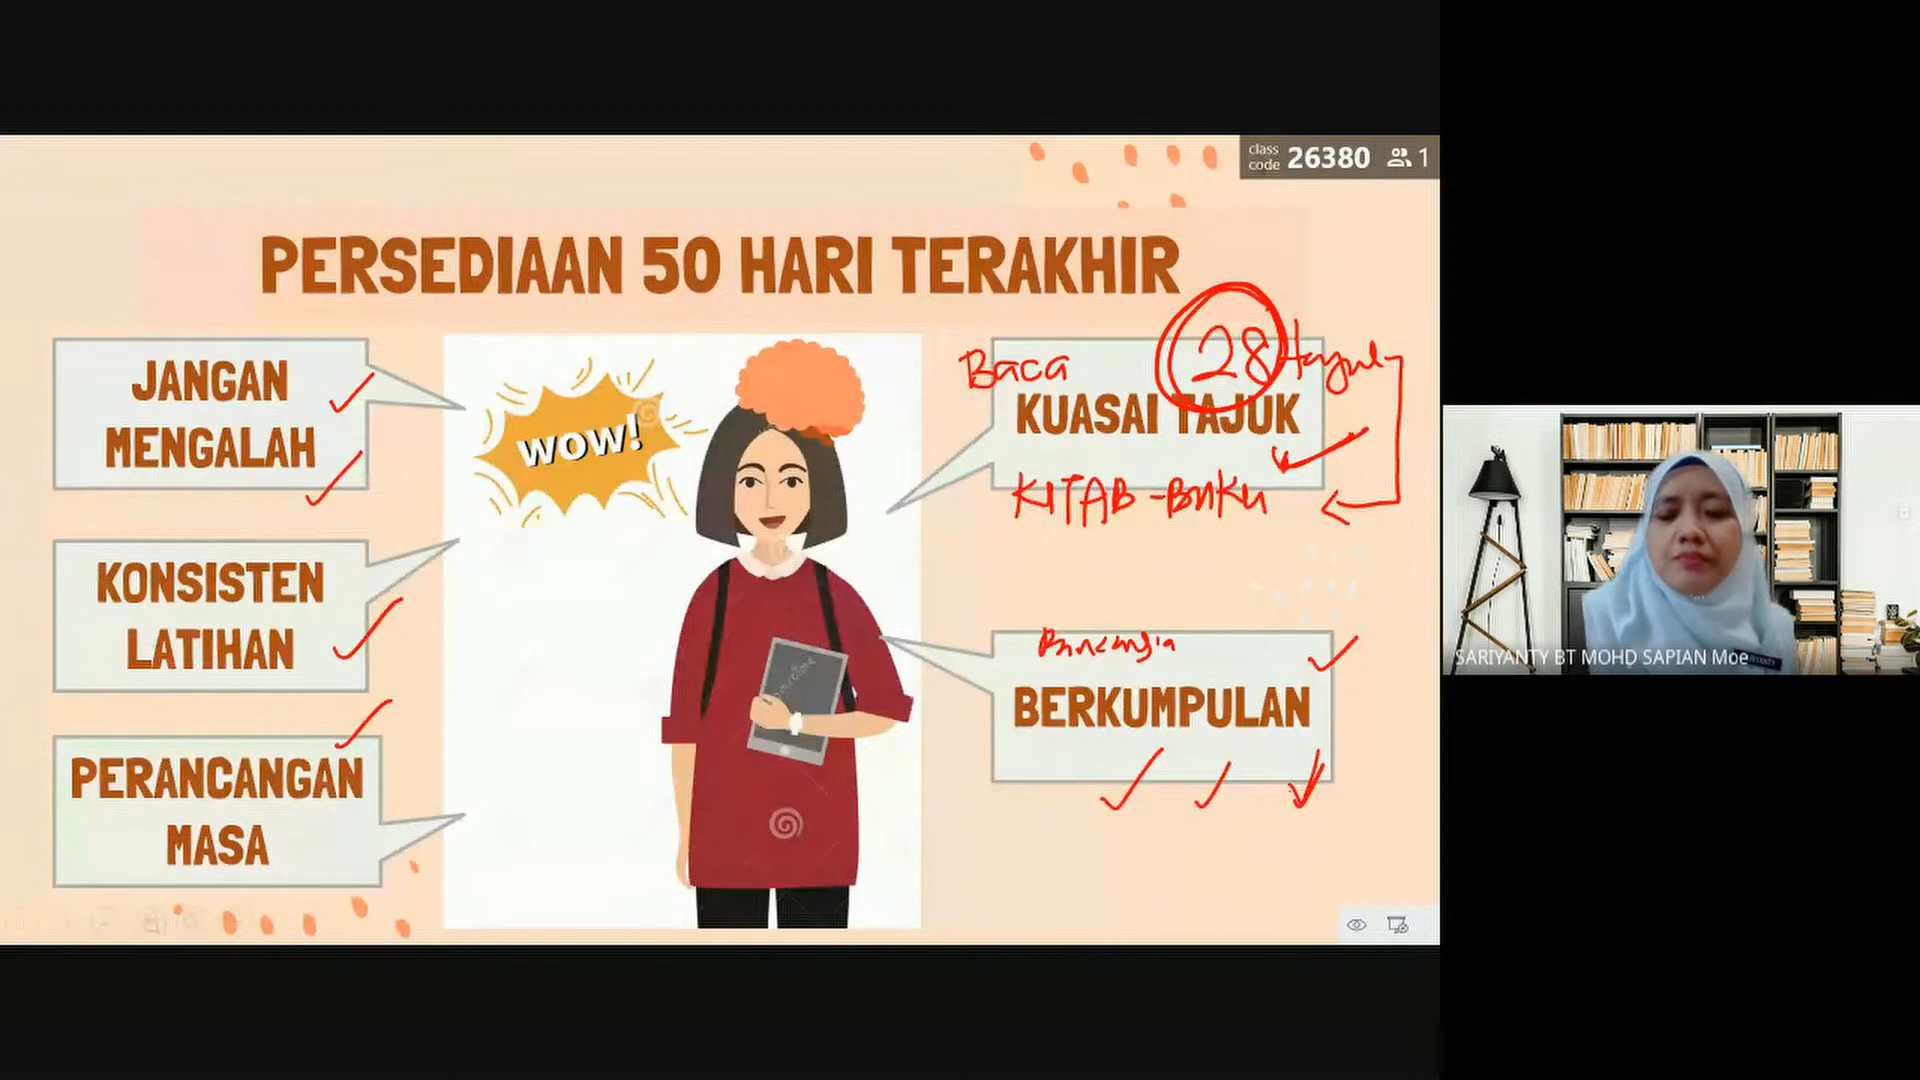 class
code 26380 1
PERSEDIAAN 50 HARI TERAKHIR
JANGAN
MENGALAH
KONSISTEN
LATIHAN
PERANCANGAN
MASA
WOW!
Baca 28 tajuk
KUASAI TAJUK
KITAB - BUKU
BERKUMPULAN
SARIYANTY BT MOHD SAPIAN Moe